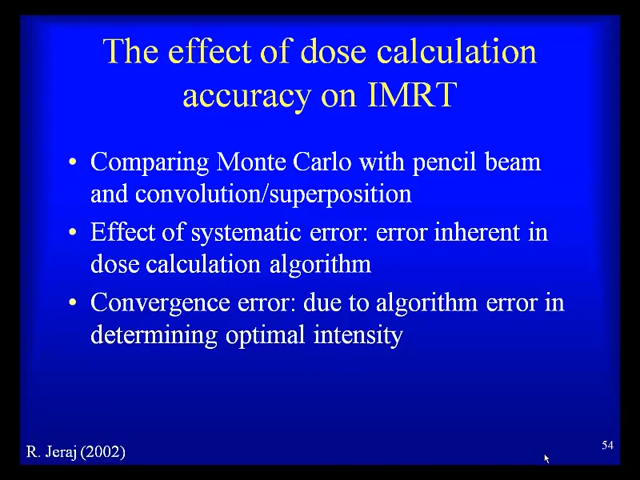 The effect of dose calculation
accuracy on IMRT
• Comparing Monte Carlo with pencil beam
and convolution/superposition
• Effect of systematic error: error inherent in
dose calculation algorithm
• Convergence error: due to algorithm error in
determining optimal intensity
R. Jeraj (2002)
54